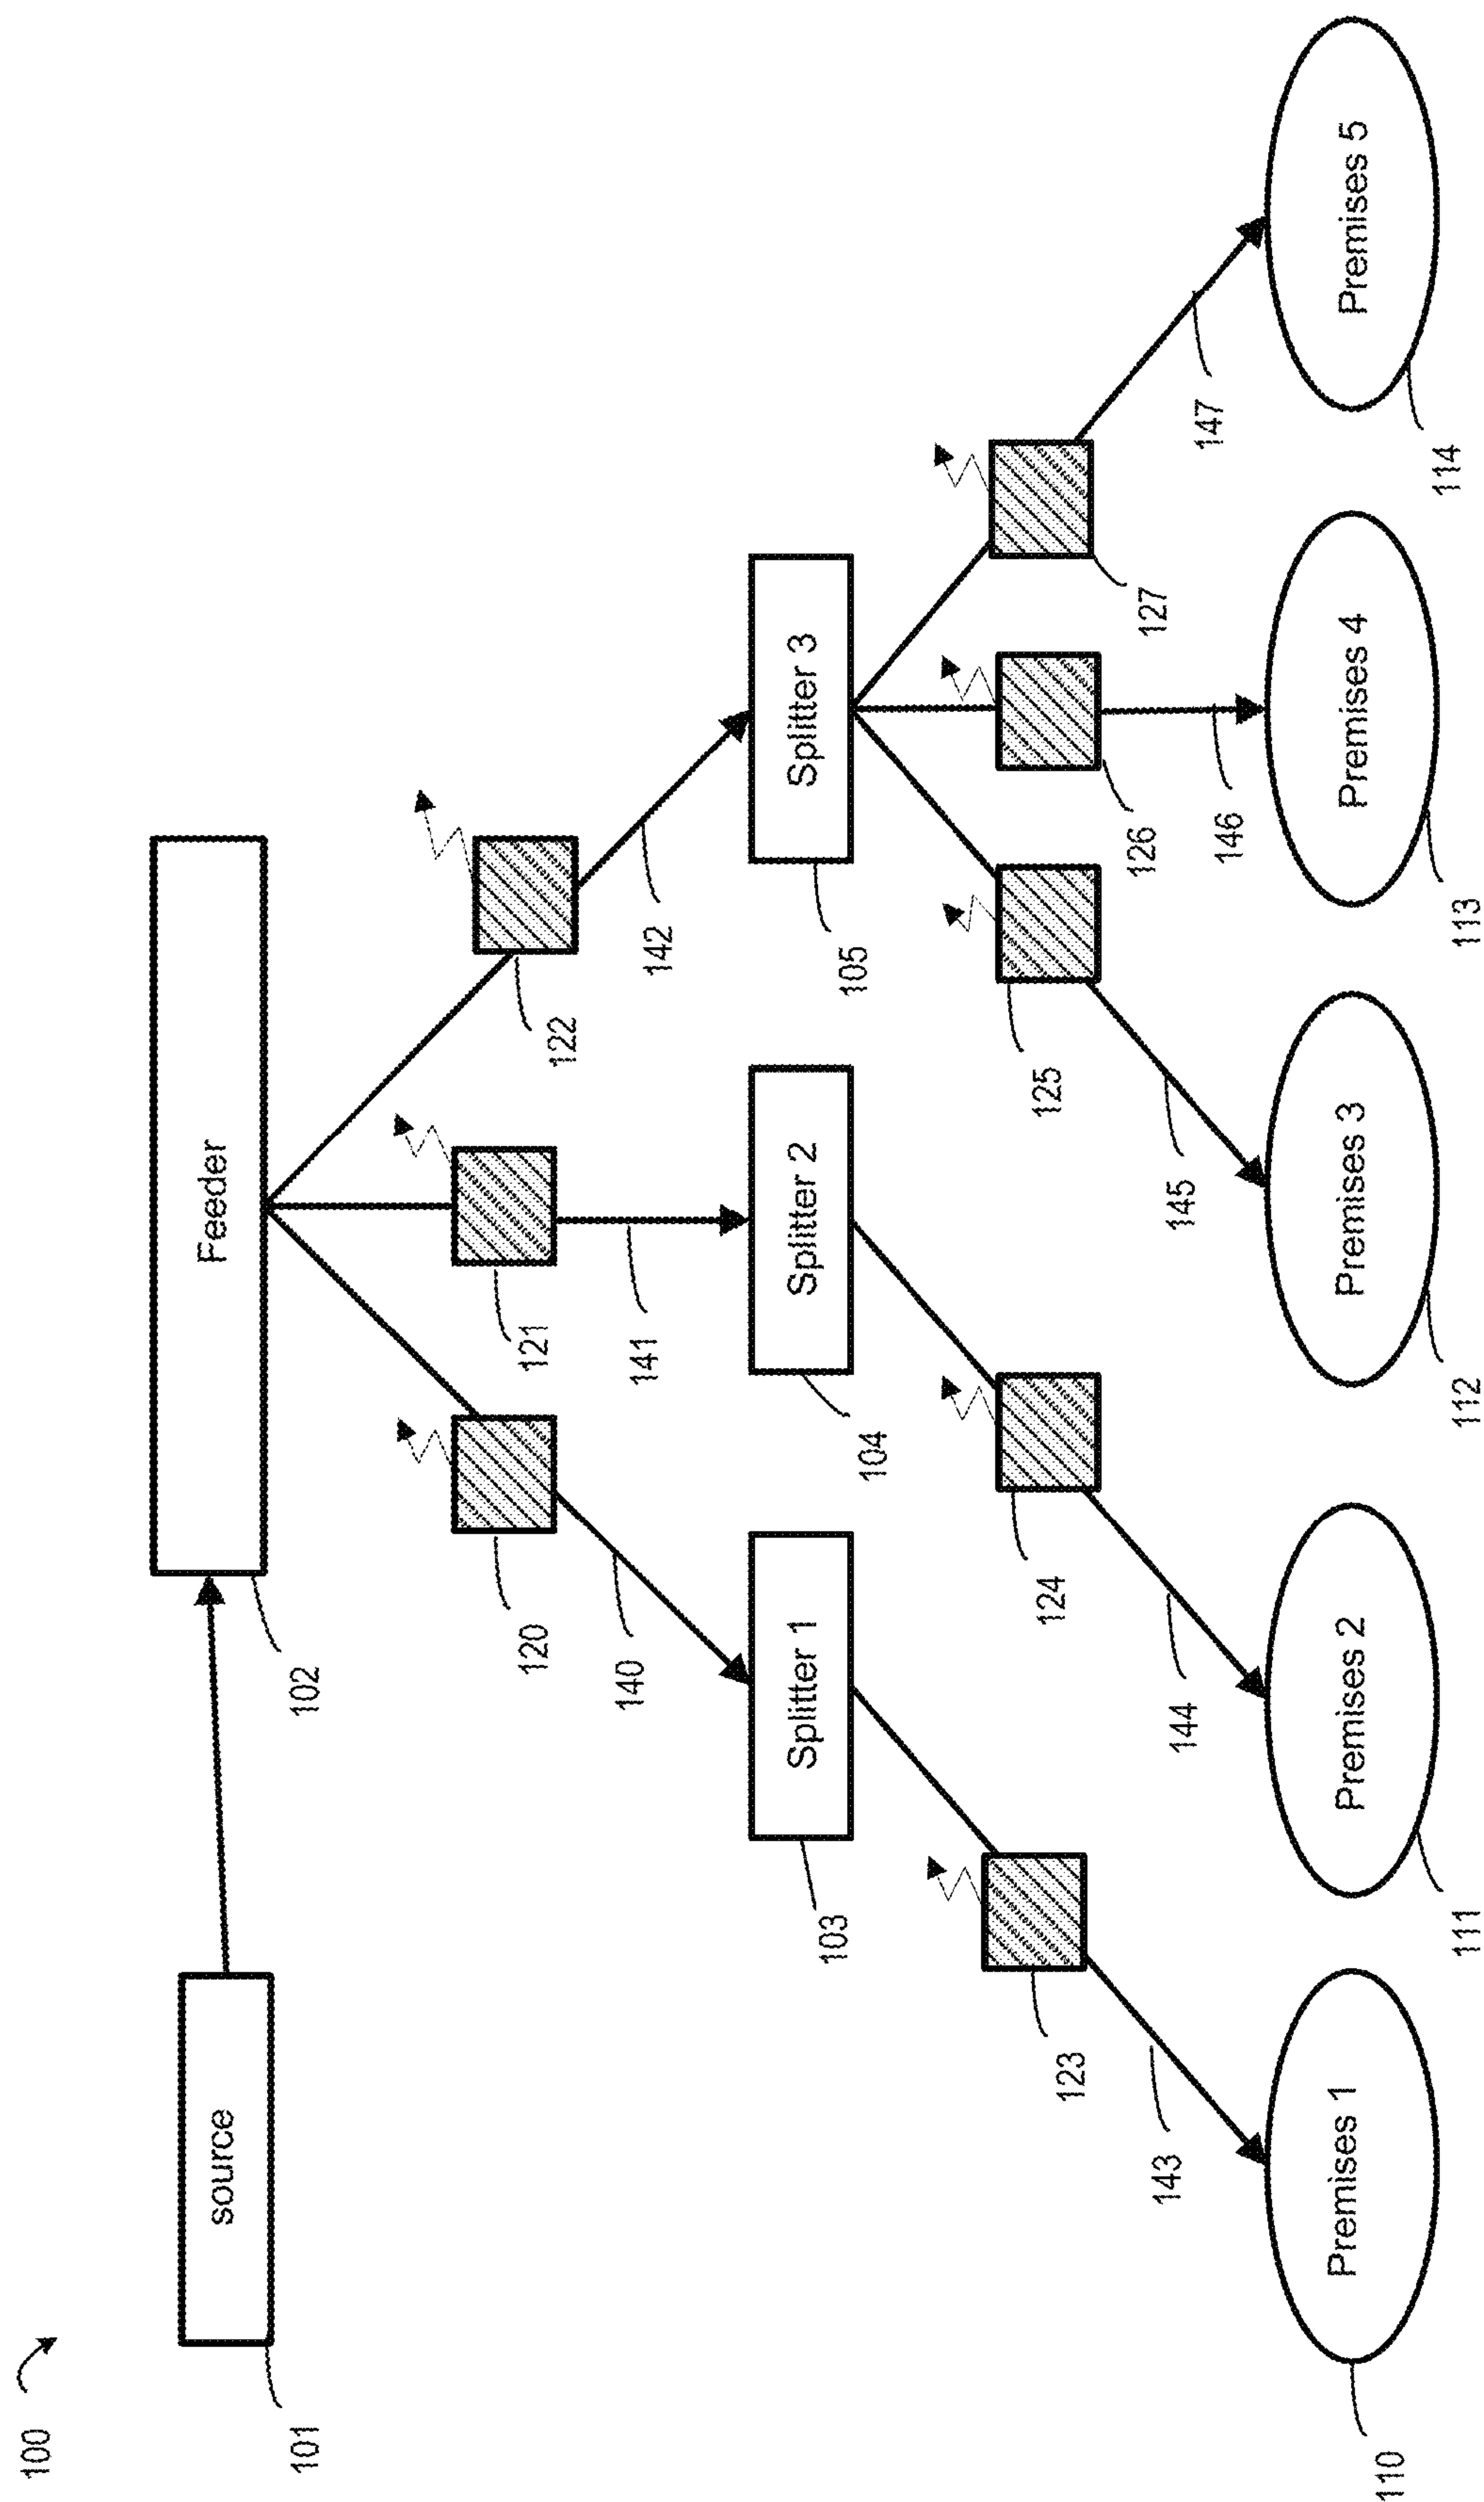 100
source
101
Feeder
102
120
121
122
140
141
142
Splitter 1
103
Splitter 2
104
Splitter 3
105
123
124
125
126
127
143
144
145
146
147
Premises 1
110
Premises 2
111
Premises 3
112
Premises 4
113
Premises 5
114